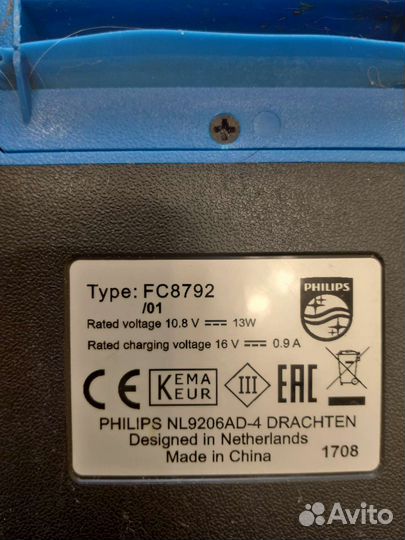 Type: FC8792
/01
Rated voltage 10.8 V 13W
Rated charging voltage 16 V 0.9 A
PHILIPS
CE KEMA KEUR III EAC
PHILIPS NL9206AD-4 DRACHTEN
Designed in Netherlands
Made in China 1708
Avito